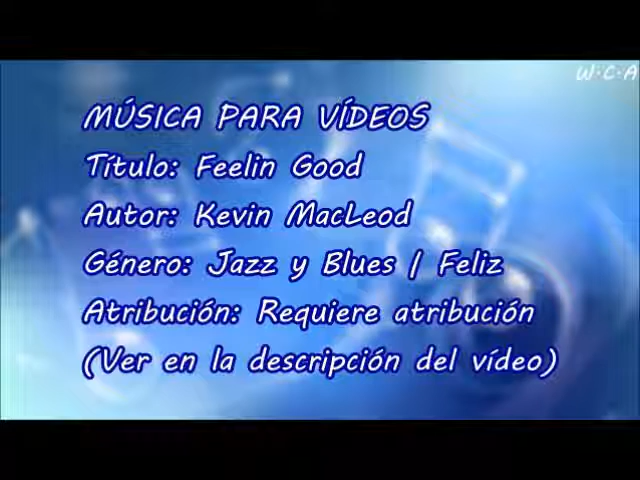 W.C.A
MÚSICA PARA VÍDEOS
Título: Feelin Good
Autor: Kevin MacLeod
Género: Jazz y Blues | Feliz
Atribución: Requiere atribución
(Ver en la descripción del vídeo)